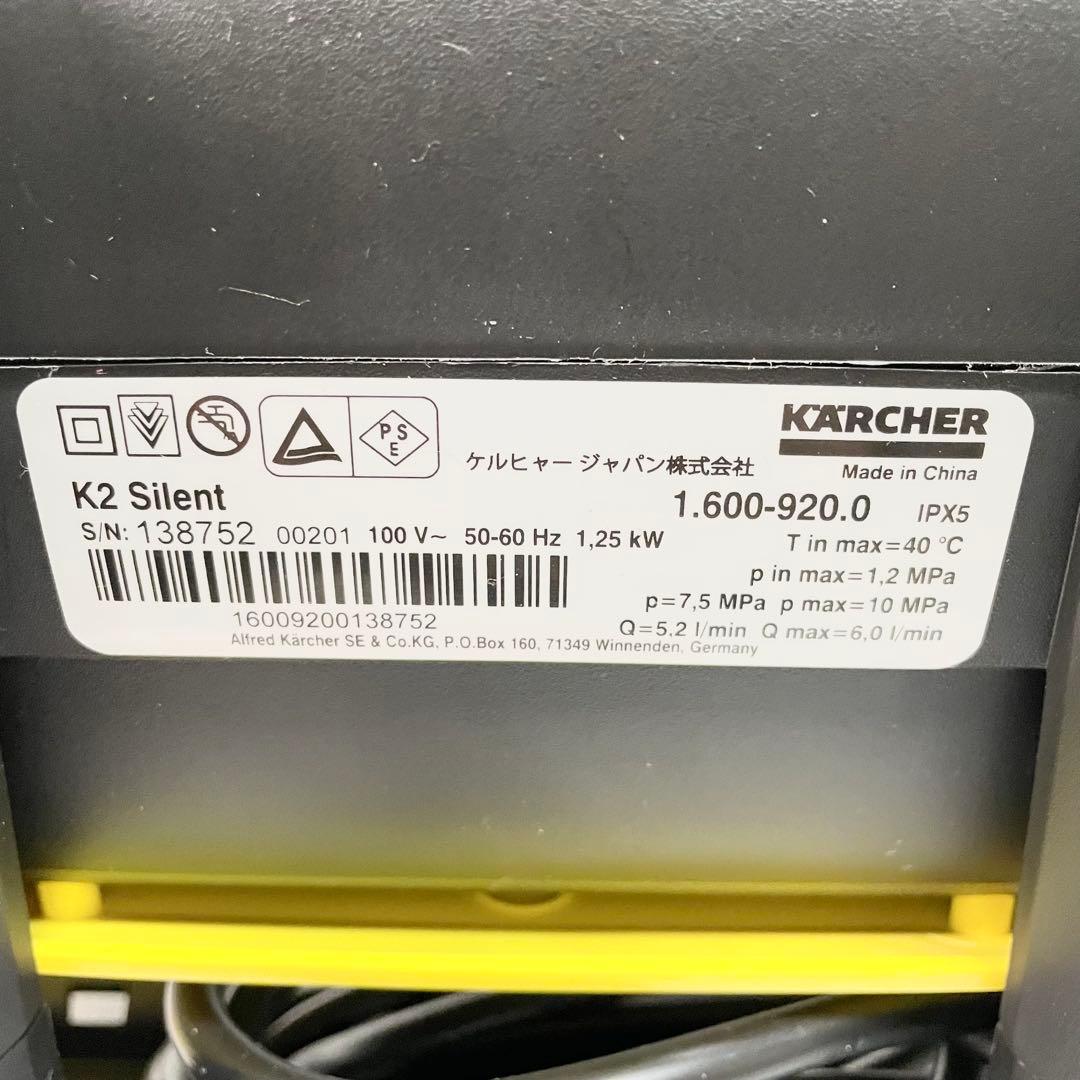 PSE
KÄRCHER
ケルヒャー ジャパン株式会社
Made in China
K2 Silent
1.600-920.0 IPX5
S/N: 138752 00201 100 V~ 50-60 Hz 1,25 kW
T in max=40 °C
p in max=1,2 MPa
p=7,5 MPa p max=10 MPa
16009200138752
Q=5,2 l/min Q max=6,0 l/min
Alfred Kärcher SE & Co.KG, P.O.Box 160, 71349 Winnenden, Germany